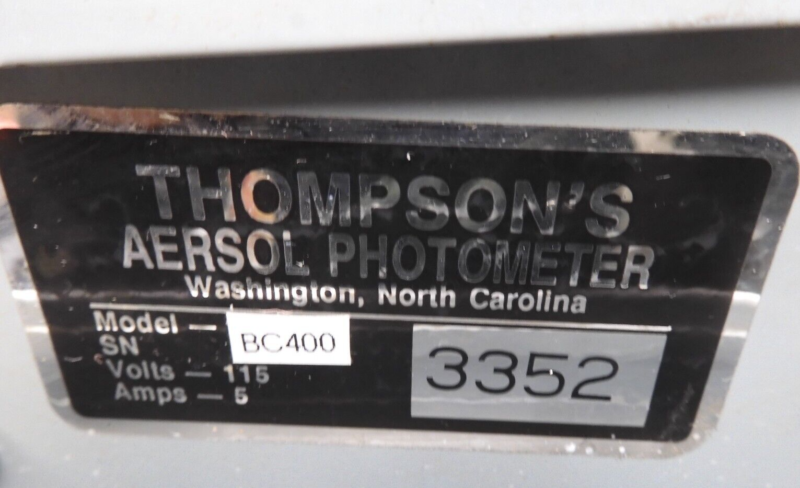 THOMPSON'S
AERSOL PHOTOMETER
Washington, North Carolina
Model –
SN
BC400
Volts – 115
Amps – 5
3352